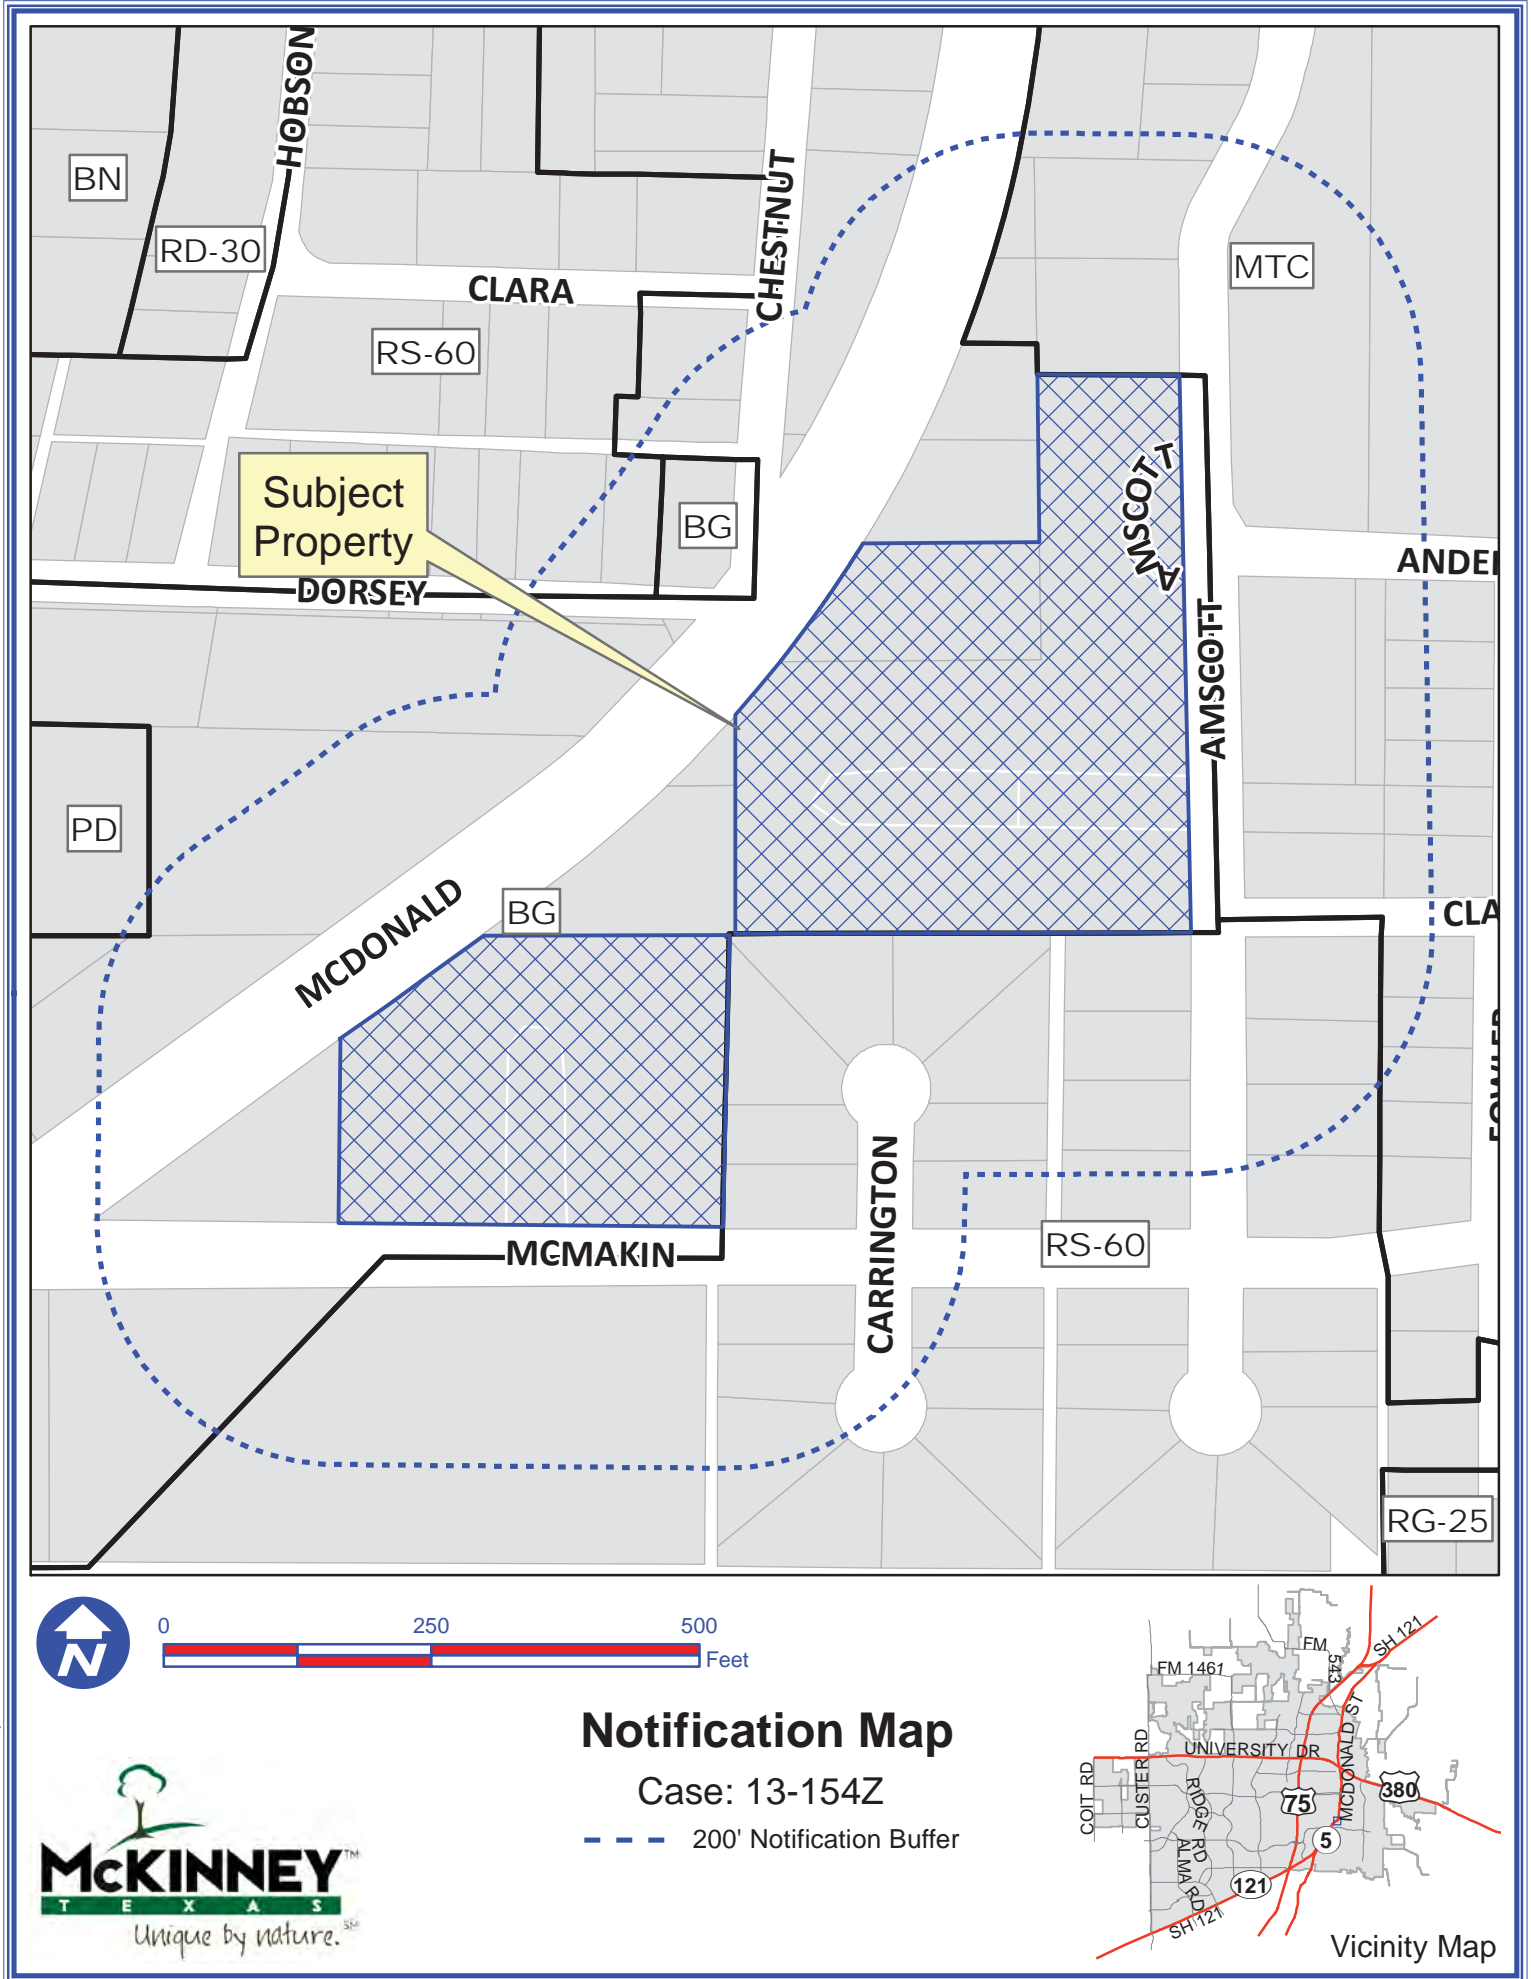 HOBSON
BN
RD-30
CHESTNUT
MTC
CLARA
RS-60
AMSCOTT
Subject
Property
BG
ANDE
DORSEY
AMSCOTT
PD
MCDONALD
BG
CLA
CARRINGTON
MCMAKIN
RS-60
RG-25
N
0 250 500
Feet
Notification Map
Case: 13-154Z
200' Notification Buffer
McKINNEY™
TEXAS
Unique by nature.℠
FM 1461
FM
543
SH 121
UNIVERSITY DR
MCDONALD ST
COIT RD
CUSTER RD
RIDGE RD
ALMA RD
75
380
5
121
SH 121
Vicinity Map